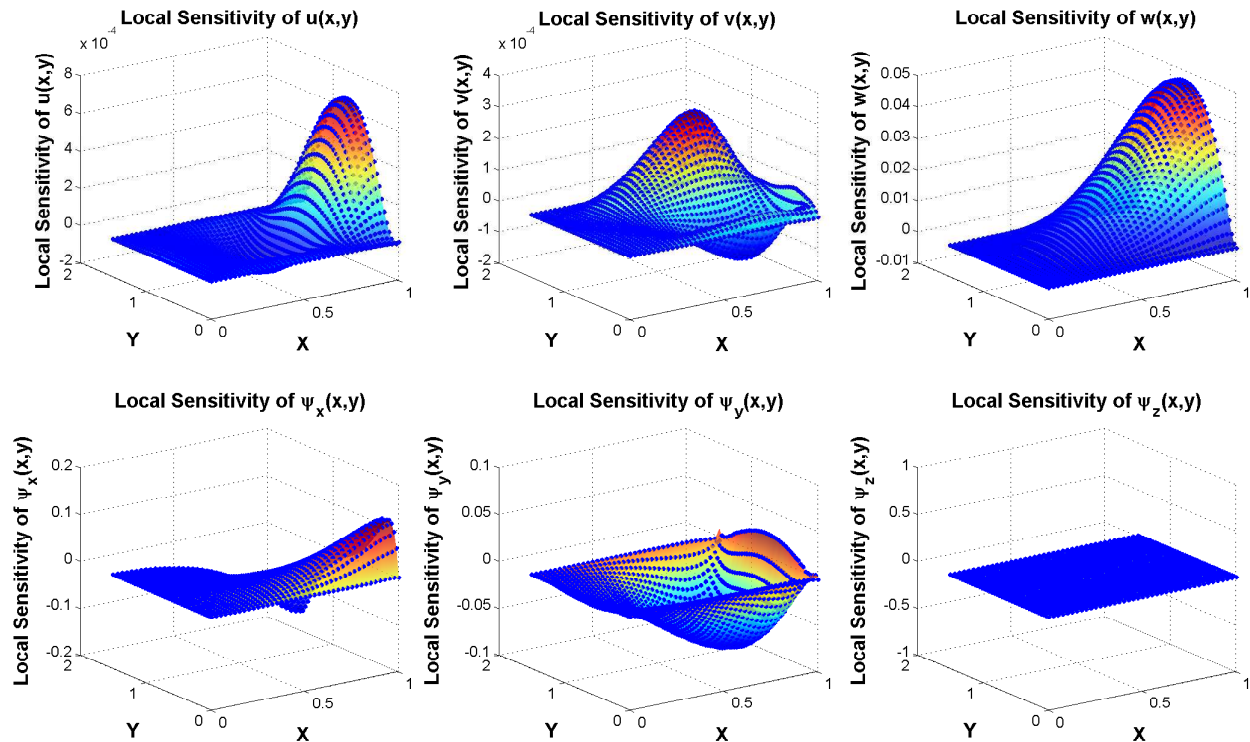 Local Sensitivity of u(x,y)
x 10⁻⁴
8
6
4
2
0
-2
2
1
0
0
0.5
1
Y
X
Local Sensitivity of u(x,y)
Local Sensitivity of v(x,y)
x 10⁻⁴
4
3
2
1
0
-1
-2
2
1
0
0
0.5
1
Y
X
Local Sensitivity of v(x,y)
Local Sensitivity of w(x,y)
0.05
0.04
0.03
0.02
0.01
0
-0.01
2
1
0
0
0.5
1
Y
X
Local Sensitivity of w(x,y)
Local Sensitivity of ψ_x(x,y)
0.2
0.1
0
-0.1
-0.2
2
1
0
0
0.5
1
Y
X
Local Sensitivity of ψ_x(x,y)
Local Sensitivity of ψ_y(x,y)
0.1
0.05
0
-0.05
-0.1
2
1
0
0
0.5
1
Y
X
Local Sensitivity of ψ_y(x,y)
Local Sensitivity of ψ_z(x,y)
1
0.5
0
-0.5
-1
2
1
0
0
0.5
1
Y
X
Local Sensitivity of ψ_z(x,y)